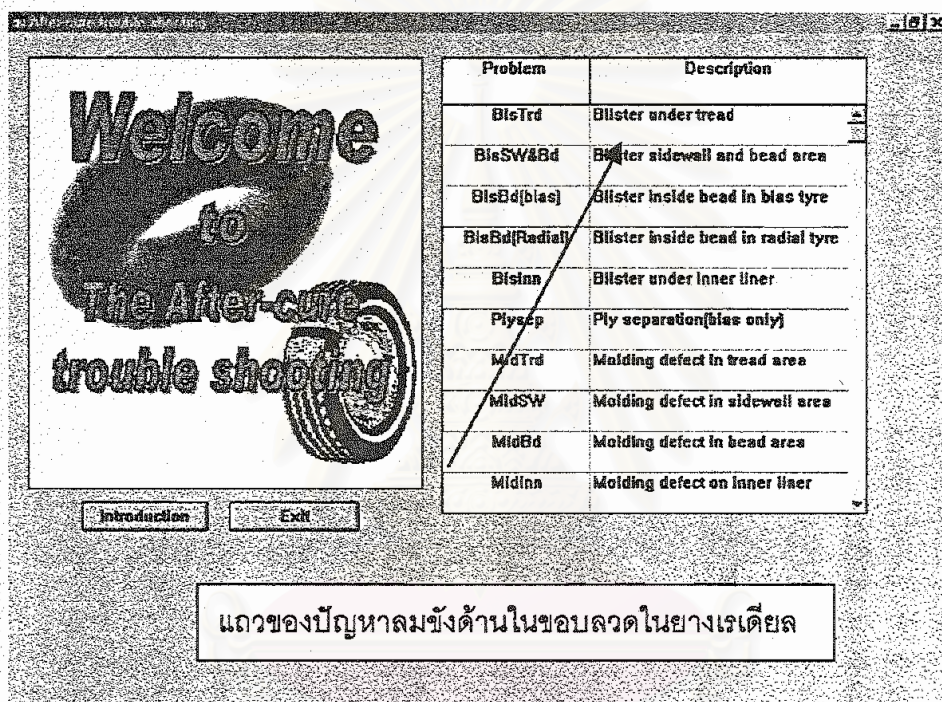 After-cure trouble shooting
Welcome
to
The After-cure
trouble shooting
Introduction
Exit
Problem Description
BlsTrd Blister under tread
BlsSW&Bd Blister sidewall and bead area
BlsBd(bias) Blister inside bead in bias tyre
BlsBd(Radial) Blister inside bead in radial tyre
BlsInn Blister under inner liner
Plysep Ply separation(bias only)
MldTrd Molding defect in tread area
MldSW Molding defect in sidewall area
MldBd Molding defect in bead area
MldInn Molding defect on inner liner
แถวของปัญหาลมขังด้านในขอบลวดในยางเรเดียล